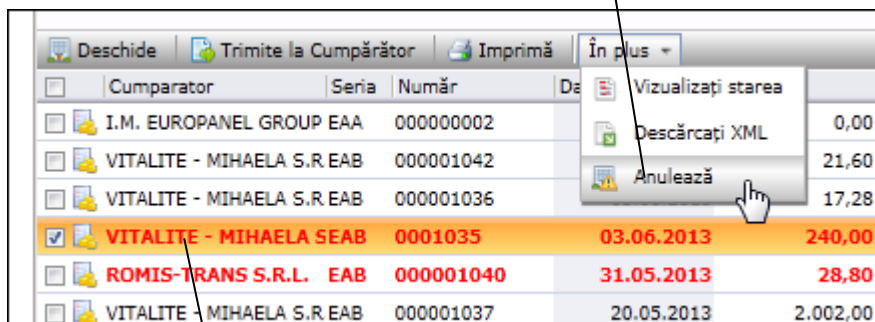 Deschide Trimite la Cumpărător Imprimă În plus
Cumparator Seria Număr Da
I.M. EUROPANEL GROUP EAA 000000002 0,00
VITALITE - MIHAELA S.R EAB 000001042 21,60
VITALITE - MIHAELA S.R EAB 000001036 17,28
VITALITE - MIHAELA S EAB 0001035 03.06.2013 240,00
ROMIS-TRANS S.R.L. EAB 000001040 31.05.2013 28,80
VITALITE - MIHAELA S.R EAB 000001037 20.05.2013 2.002,00
Vizualizați starea
Descărcați XML
Anulează